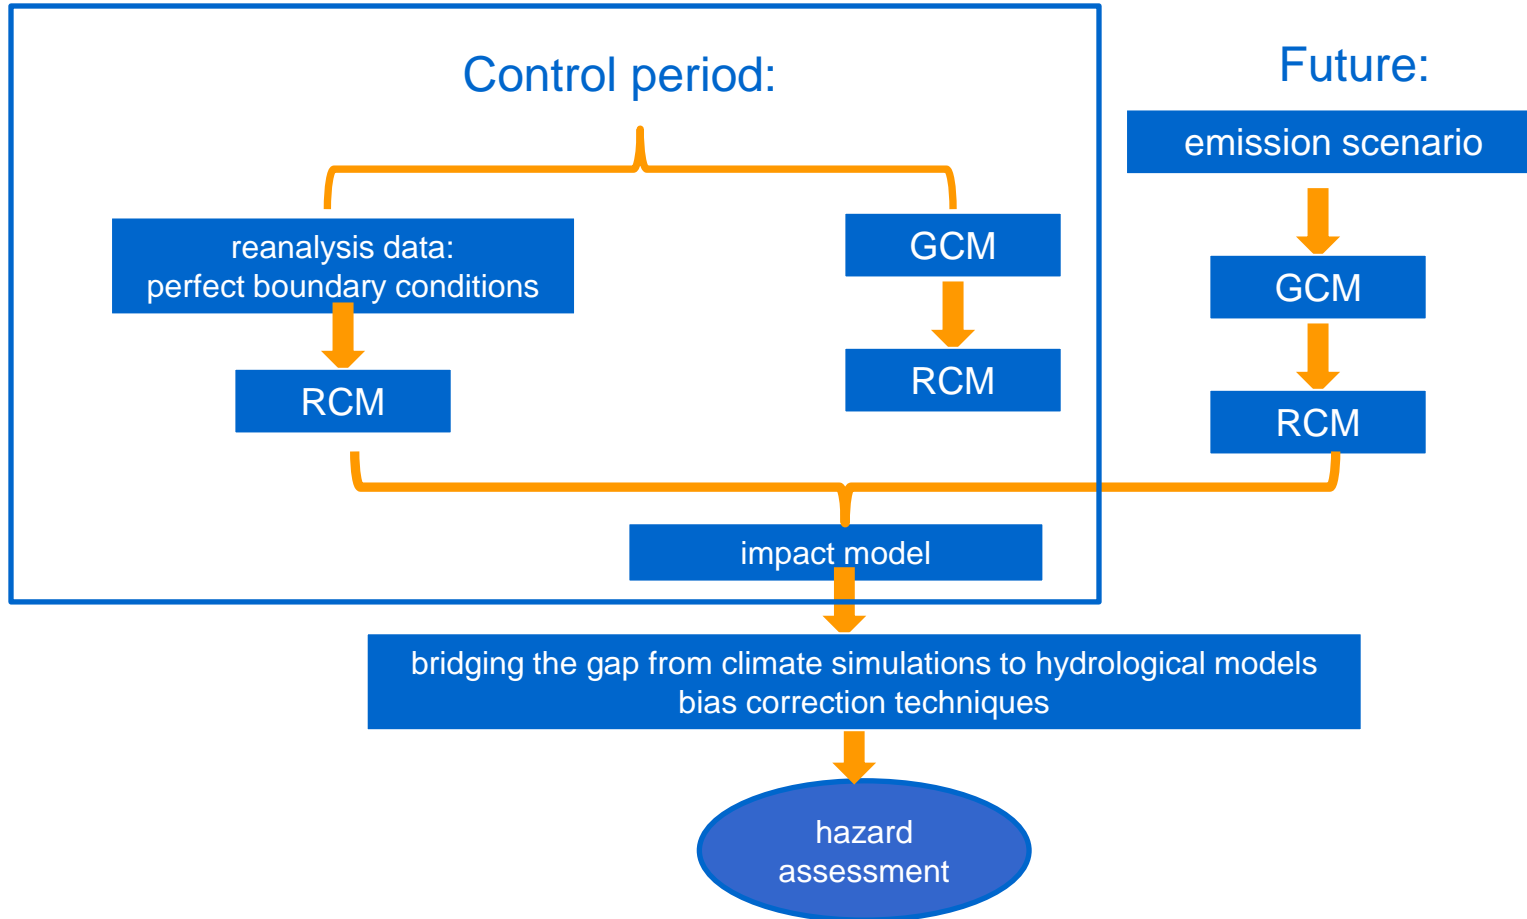 Control period:
Future:
emission scenario
reanalysis data:
perfect boundary conditions
GCM
GCM
RCM
RCM
RCM
impact model
bridging the gap from climate simulations to hydrological models
bias correction techniques
hazard
assessment